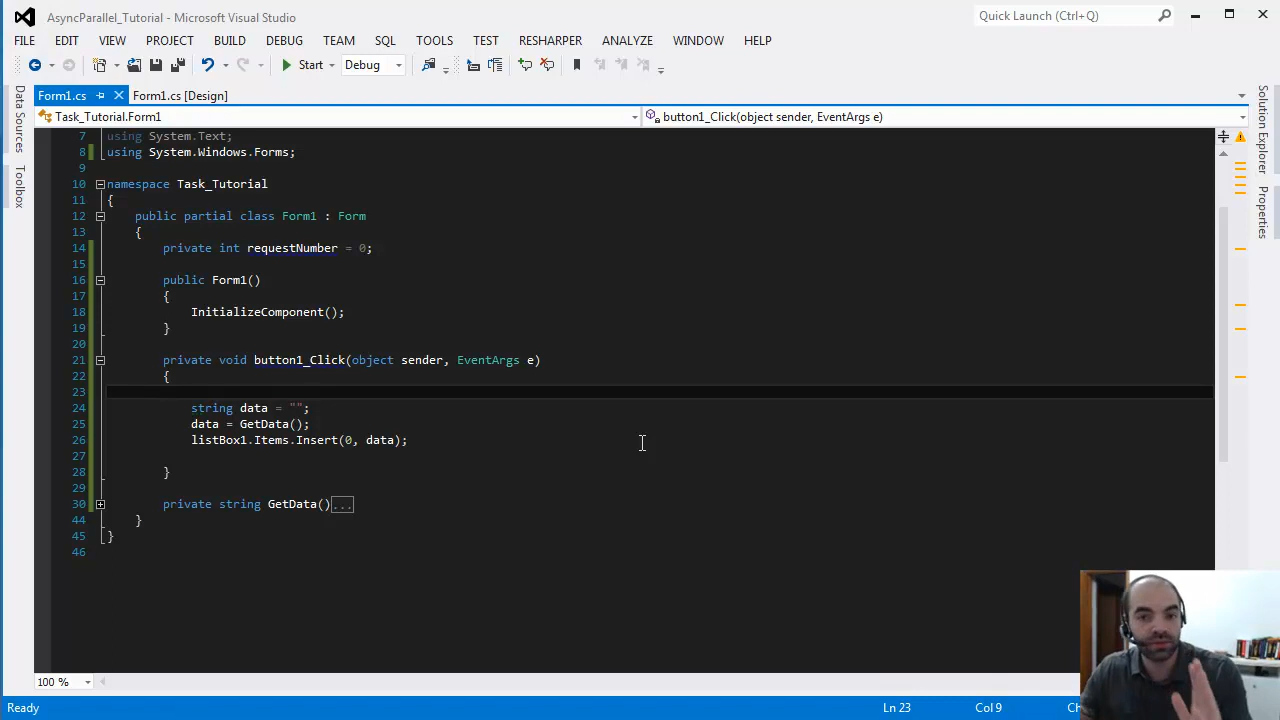 AsyncParallel_Tutorial - Microsoft Visual Studio
Quick Launch (Ctrl+Q)
FILE EDIT VIEW PROJECT BUILD DEBUG TEAM SQL TOOLS TEST RESHARPER ANALYZE WINDOW HELP
Start Debug
Form1.cs Form1.cs [Design]
Task_Tutorial.Form1 button1_Click(object sender, EventArgs e)
Data Sources
Toolbox
Solution Explorer
Properties
7 using System.Text;
8 using System.Windows.Forms;
9
10 namespace Task_Tutorial
11 {
12 public partial class Form1 : Form
13 {
14 private int requestNumber = 0;
15
16 public Form1()
17 {
18 InitializeComponent();
19 }
20
21 private void button1_Click(object sender, EventArgs e)
22 {
23
24 string data = "";
25 data = GetData();
26 listBox1.Items.Insert(0, data);
27
28 }
29
30 private string GetData()...
44 }
45 }
46
100 %
Ready Ln 23 Col 9